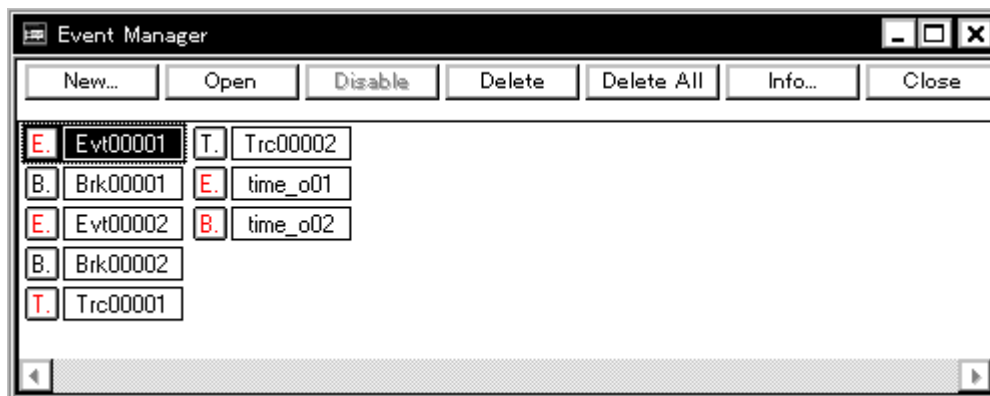 Event Manager
New... Open Disable Delete Delete All Info... Close
E. Evt00001 T. Trc00002
B. Brk00001 E. time_o01
E. Evt00002 B. time_o02
B. Brk00002
T. Trc00001